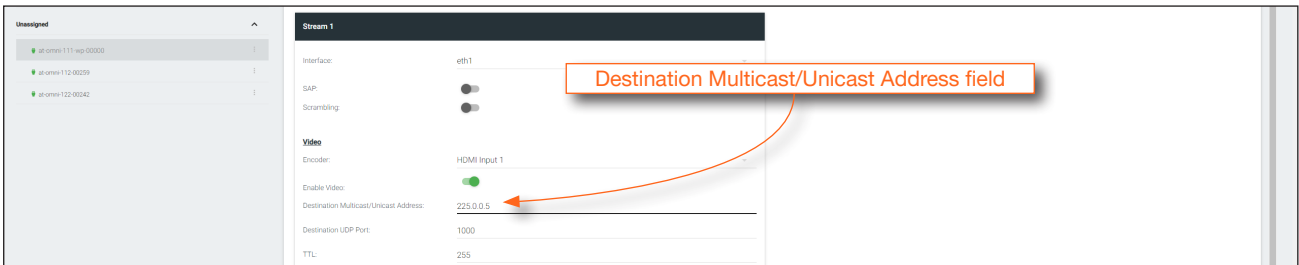 Unassigned
at-omni-111-wp-00000
at-omni-112-00259
at-omni-122-00242
Stream 1
Interface: eth1
Destination Multicast/Unicast Address field
SAP:
Scrambling:
Video
Encoder: HDMI Input 1
Enable Video:
Destination Multicast/Unicast Address: 225.0.0.5
Destination UDP Port: 1000
TTL: 255